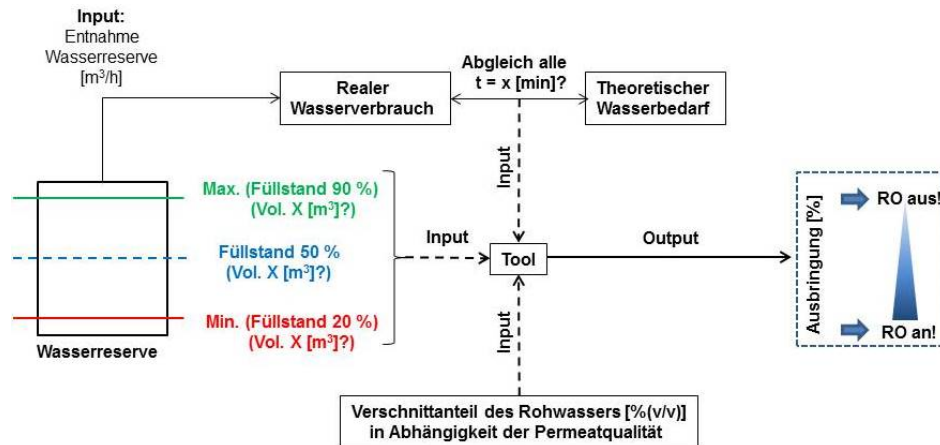 Input:
Entnahme
Wasserreserve
[m³/h]
Realer
Wasserverbrauch
Abgleich alle
t = x [min]?
Theoretischer
Wasserbedarf
Input
Max. (Füllstand 90 %)
(Vol. X [m³]?)
Füllstand 50 %
(Vol. X [m³]?)
Min. (Füllstand 20 %)
(Vol. X [m³]?)
Wasserreserve
Input
Tool
Output
Input
Verschnittanteil des Rohwassers [%(v/v)]
in Abhängigkeit der Permeatqualität
Ausbringung [%]
RO aus!
RO an!